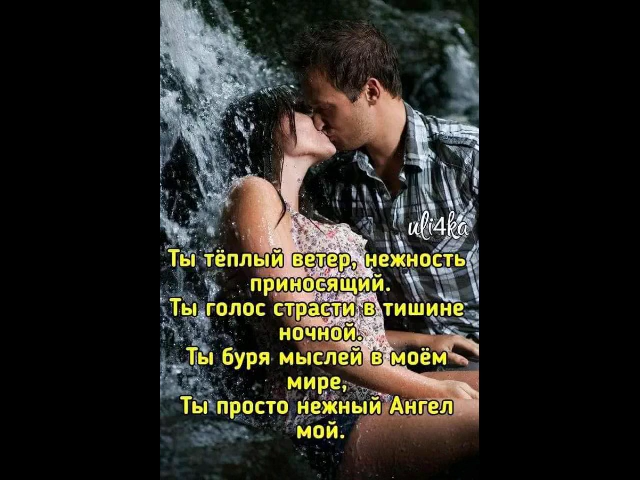 uli4ka
Ты тёплый ветер, нежность
приносящий.
Ты голос страсти в тишине
ночной.
Ты буря мыслей в моём
мире,
Ты просто нежный Ангел
мой.